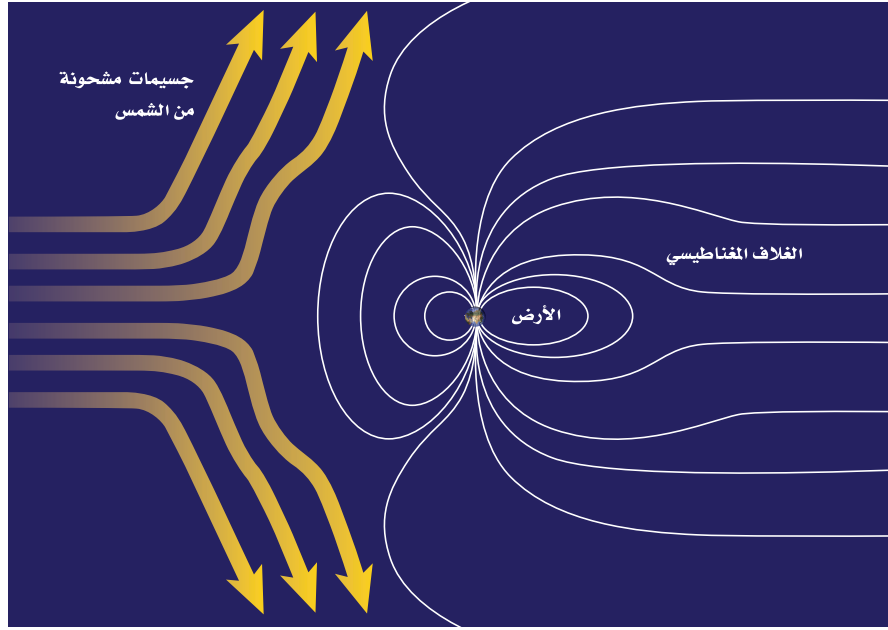 جسيمات مشحونة
من الشمس
الغلاف المغناطيسي
الأرض